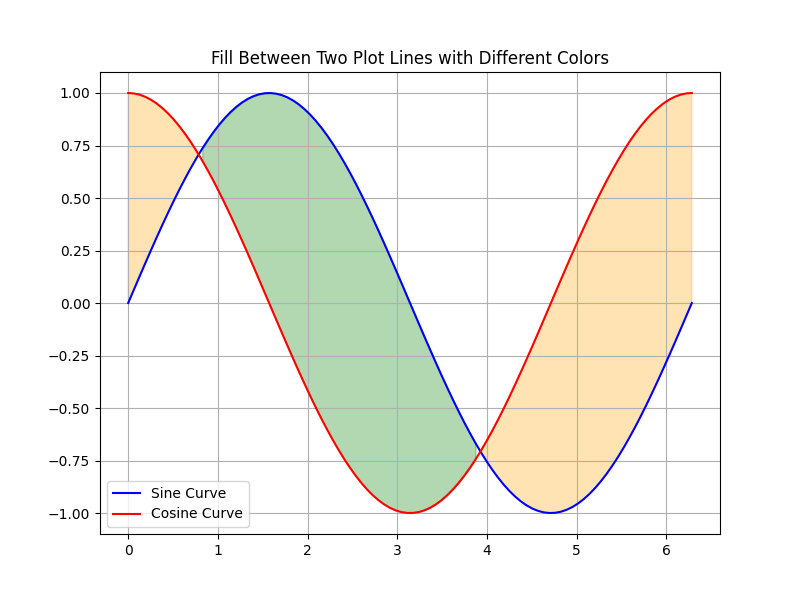 Fill Between Two Plot Lines with Different Colors
1.00
0.75
0.50
0.25
0.00
−0.25
−0.50
−0.75
−1.00
Sine Curve
Cosine Curve
0 1 2 3 4 5 6